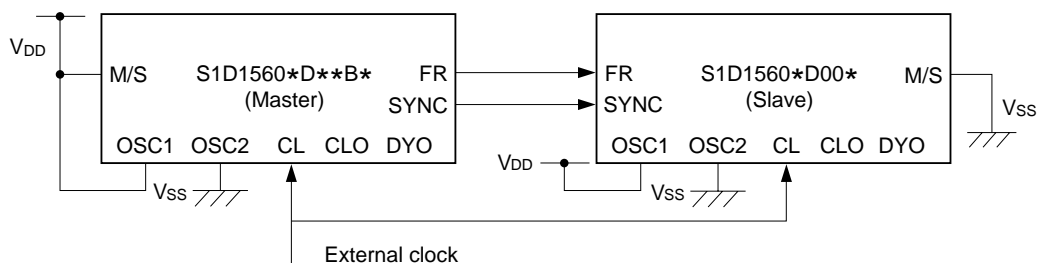 VDD
M/S
S1D1560*D**B*
(Master)
FR
SYNC
OSC1 OSC2 CL CLO DYO
VSS
FR
SYNC
S1D1560*D00*
(Slave)
M/S
VSS
OSC1 OSC2 CL CLO DYO
VDD
VSS
External clock